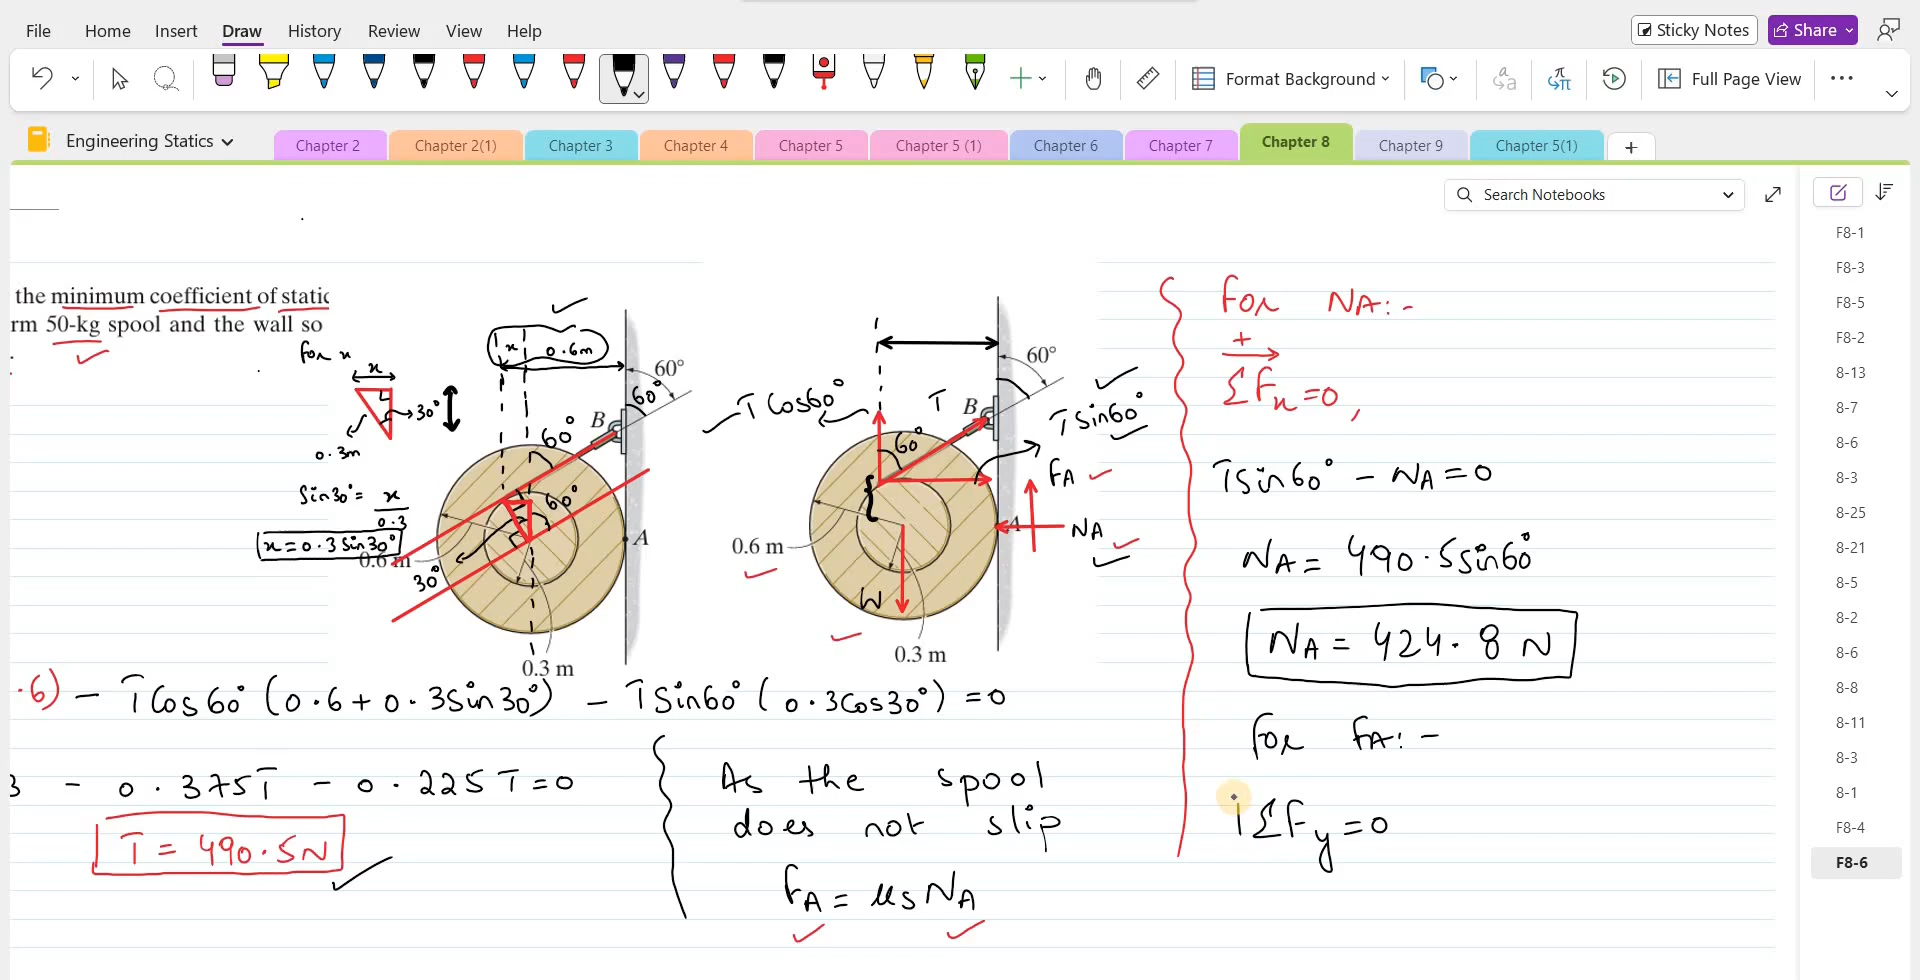 File Home Insert Draw History Review View Help
Sticky Notes
Share
Format Background
Full Page View
Engineering Statics
Chapter 2
Chapter 2(1)
Chapter 3
Chapter 4
Chapter 5
Chapter 5 (1)
Chapter 6
Chapter 7
Chapter 8
Chapter 9
Chapter 5(1)
Search Notebooks
the minimum coefficient of static
rm 50-kg spool and the wall so
for x
x
30°
0.3m
sin30° = x/0.3
x = 0.3 sin30°
x 0.6m
60°
60°
B
60°
60°
A
0.6 m
30°
0.3 m
60°
T Cos60°
T
B
T sin60°
60°
FA
A
NA
0.6 m
W
0.3 m
.6) - T Cos60° (0.6 + 0.3 Sin30°) - T Sin60° (0.3 Cos30°) = 0
3 - 0.375T - 0.225T = 0
T = 490.5N
As the spool
does not slip
FA = μs NA
For NA:-
+
ΣFx = 0,
T sin60° - NA = 0
NA = 490.5 sin60°
NA = 424.8 N
For FA:-
ΣFy = 0
F8-1
F8-3
F8-5
F8-2
8-13
8-7
8-6
8-3
8-25
8-21
8-5
8-2
8-6
8-8
8-11
8-3
8-1
F8-4
F8-6